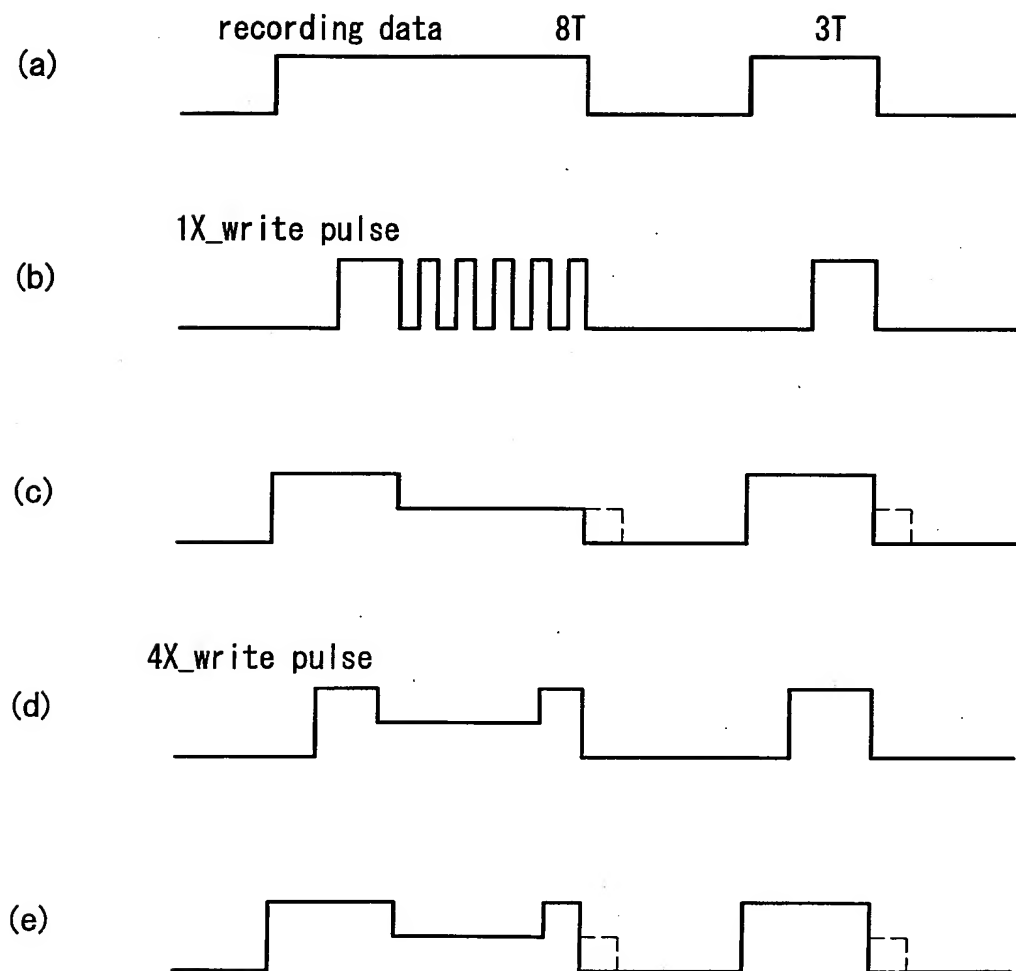 recording data 8T 3T
(a)
1X_write pulse
(b)
(c)
4X_write pulse
(d)
(e)